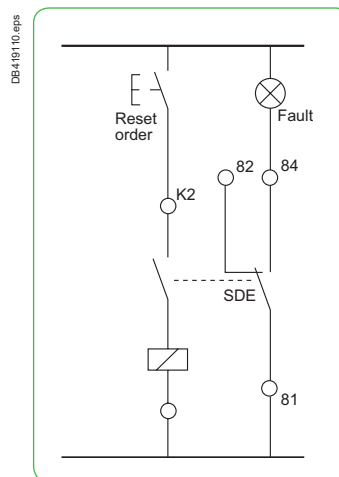 DB419110.eps
Reset
order
Fault
82
84
K2
SDE
81